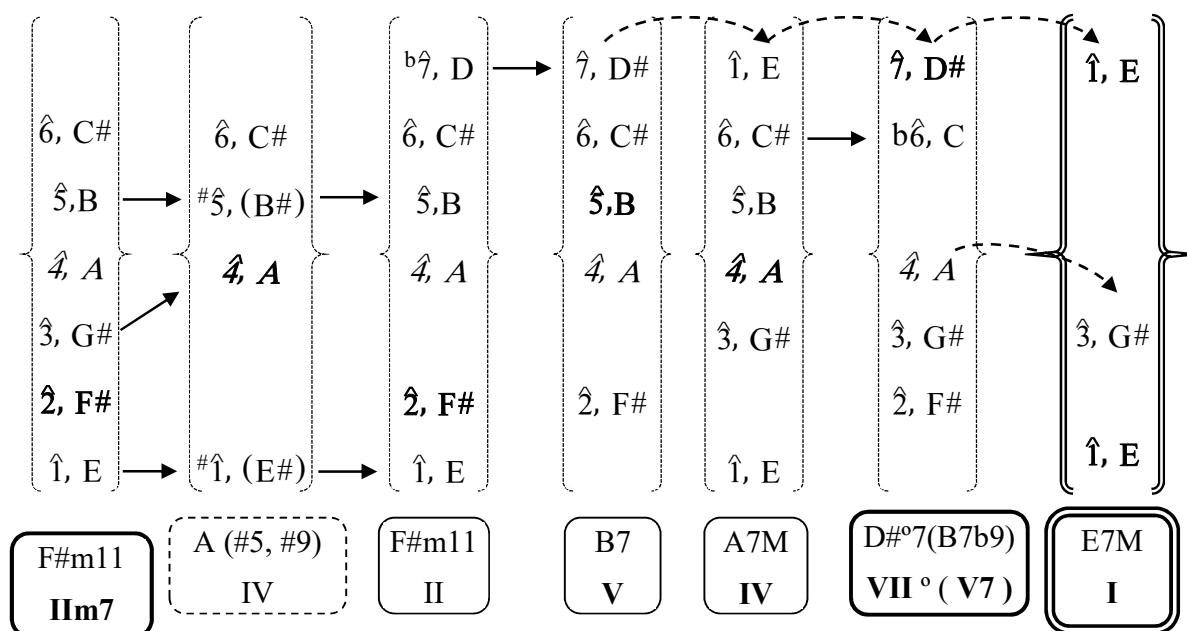 ᵇ7̂, D 7̂, D# 1̂, E 7̂, D# 1̂, E
6̂, C# 6̂, C# 6̂, C# 6̂, C# 6̂, C# b6̂, C
5̂,B #5̂, (B#) 5̂,B 5̂,B 5̂,B
4̂, A 4̂, A 4̂, A 4̂, A 4̂, A 4̂, A
3̂, G# 3̂, G# 3̂, G# 3̂, G#
2̂, F# 2̂, F# 2̂, F# 2̂, F#
1̂, E #1̂, (E#) 1̂, E 1̂, E 1̂, E
F#m11 A (#5, #9) F#m11 B7 A7M D#º7(B7b9) E7M
IIm7 IV II V IV VII º ( V7 ) I